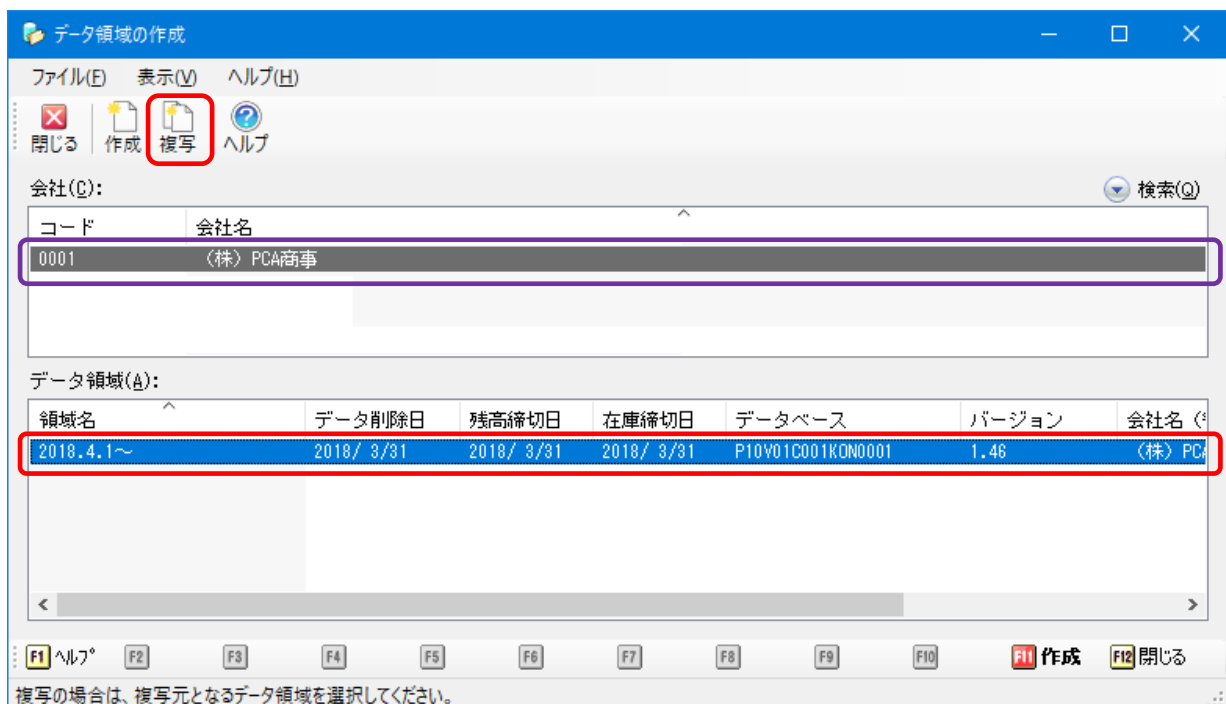 データ領域の作成
ファイル(F) 表示(V) ヘルプ(H)
閉じる 作成 複写 ヘルプ
会社(C): 検索(Q)
コード 会社名
0001 （株）PCA商事
データ領域(A):
領域名 データ削除日 残高締切日 在庫締切日 データベース バージョン 会社名（
2018.4.1～ 2018/ 3/31 2018/ 3/31 2018/ 3/31 P10V01C001KON0001 1.46 （株）PCA
F1 ﾍﾙﾌﾟ F2 F3 F4 F5 F6 F7 F8 F9 F10 F11 作成 F12 閉じる
複写の場合は、複写元となるデータ領域を選択してください。